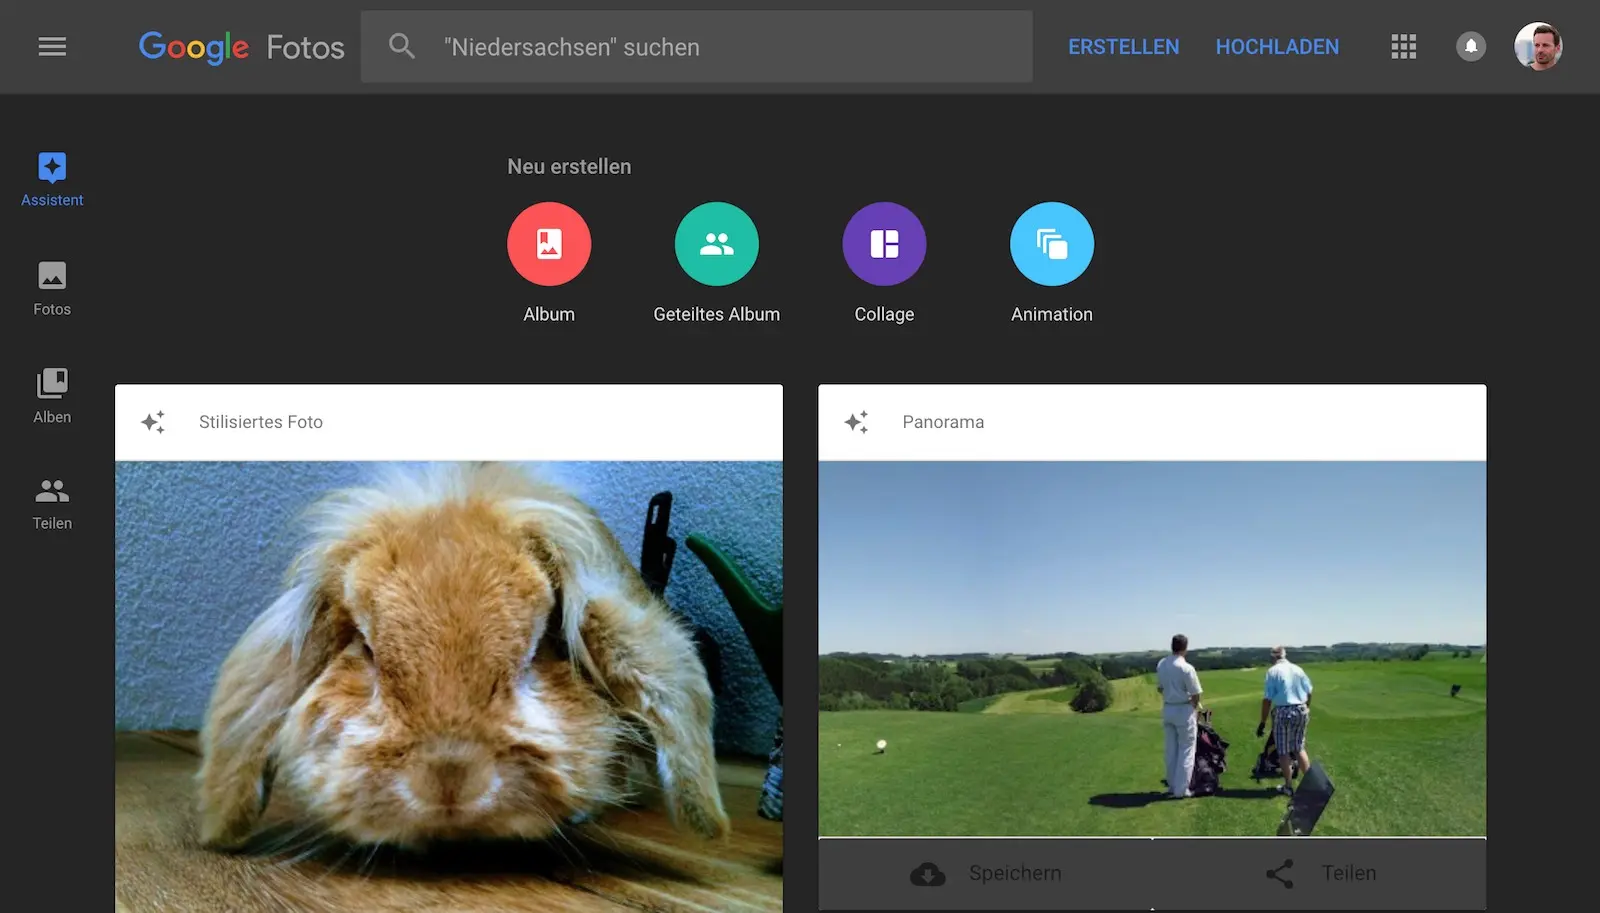 Google Fotos
"Niedersachsen" suchen
ERSTELLEN
HOCHLADEN
Assistent
Fotos
Alben
Teilen
Neu erstellen
Album
Geteiltes Album
Collage
Animation
Stilisiertes Foto
Panorama
Speichern
Teilen